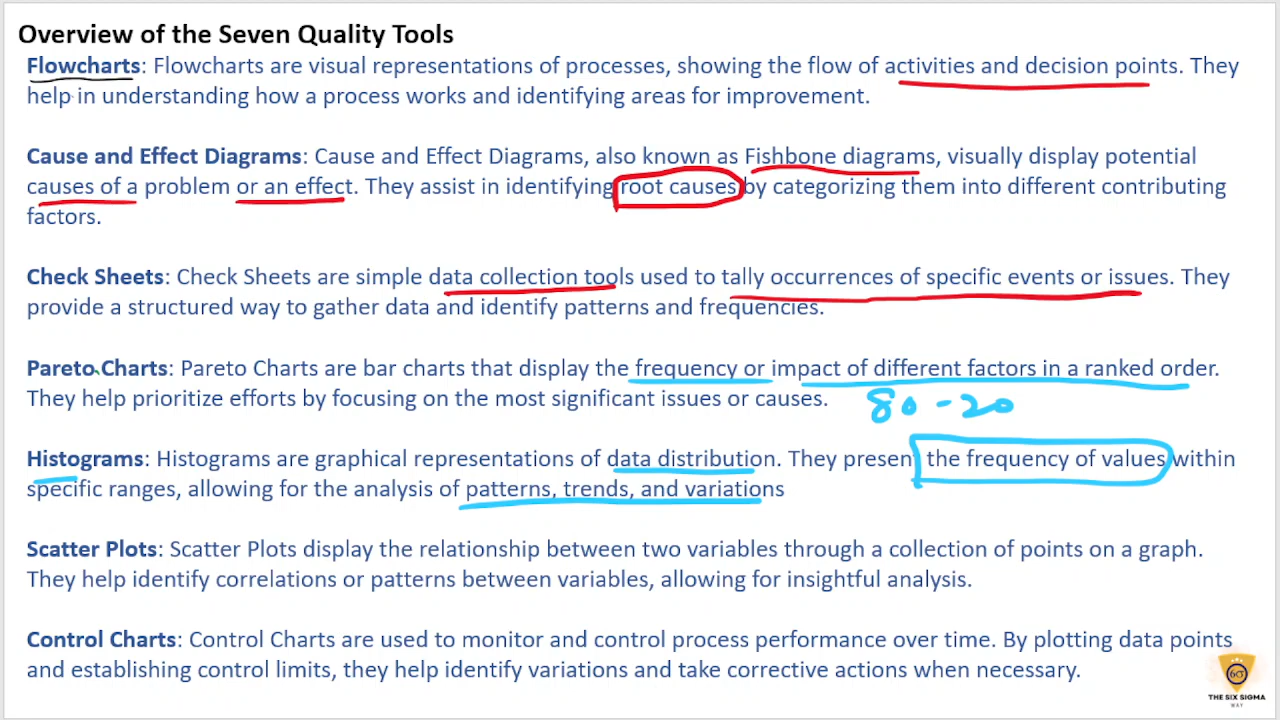 Overview of the Seven Quality Tools
Flowcharts: Flowcharts are visual representations of processes, showing the flow of activities and decision points. They
help in understanding how a process works and identifying areas for improvement.
Cause and Effect Diagrams: Cause and Effect Diagrams, also known as Fishbone diagrams, visually display potential
causes of a problem or an effect. They assist in identifying root causes by categorizing them into different contributing
factors.
Check Sheets: Check Sheets are simple data collection tools used to tally occurrences of specific events or issues. They
provide a structured way to gather data and identify patterns and frequencies.
Pareto Charts: Pareto Charts are bar charts that display the frequency or impact of different factors in a ranked order.
They help prioritize efforts by focusing on the most significant issues or causes.
80-20
Histograms: Histograms are graphical representations of data distribution. They present the frequency of values within
specific ranges, allowing for the analysis of patterns, trends, and variations
Scatter Plots: Scatter Plots display the relationship between two variables through a collection of points on a graph.
They help identify correlations or patterns between variables, allowing for insightful analysis.
Control Charts: Control Charts are used to monitor and control process performance over time. By plotting data points
and establishing control limits, they help identify variations and take corrective actions when necessary.
6σ
THE SIX SIGMA
WAY